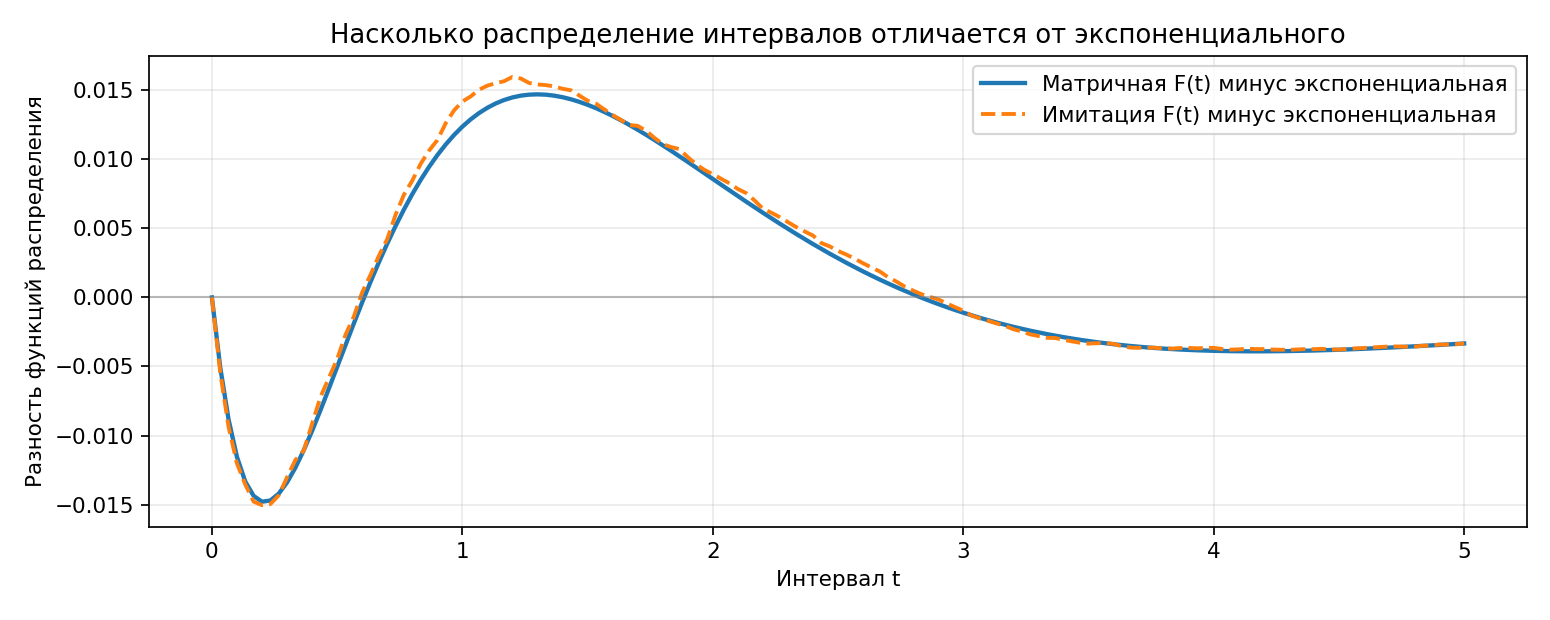 Насколько распределение интервалов отличается от экспоненциального
Матричная F(t) минус экспоненциальная
Имитация F(t) минус экспоненциальная
Разность функций распределения
0.015
0.010
0.005
0.000
−0.005
−0.010
−0.015
0 1 2 3 4 5
Интервал t